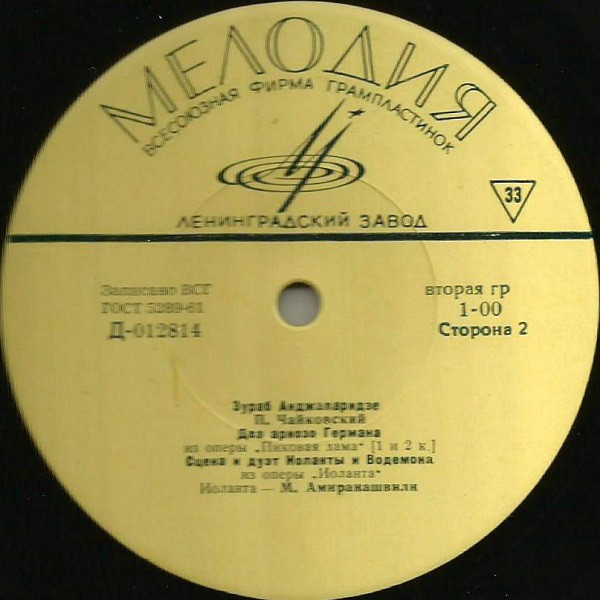 МЕЛОДИЯ
ВСЕСОЮЗНАЯ ФИРМА ГРАМПЛАСТИНОК
33
ЛЕНИНГРАДСКИЙ ЗАВОД
Записано ВСГ
ГОСТ 5289-61
Д-012814
вторая гр
1-00
Сторона 2
Зураб Анджапаридзе
П. Чайковский
Два ариозо Германа
из оперы „Пиковая дама“ [1 и 2 к.]
Сцена и дуэт Иоланты и Водемона
из оперы „Иоланта“
Иоланта — М. Амиранашвили